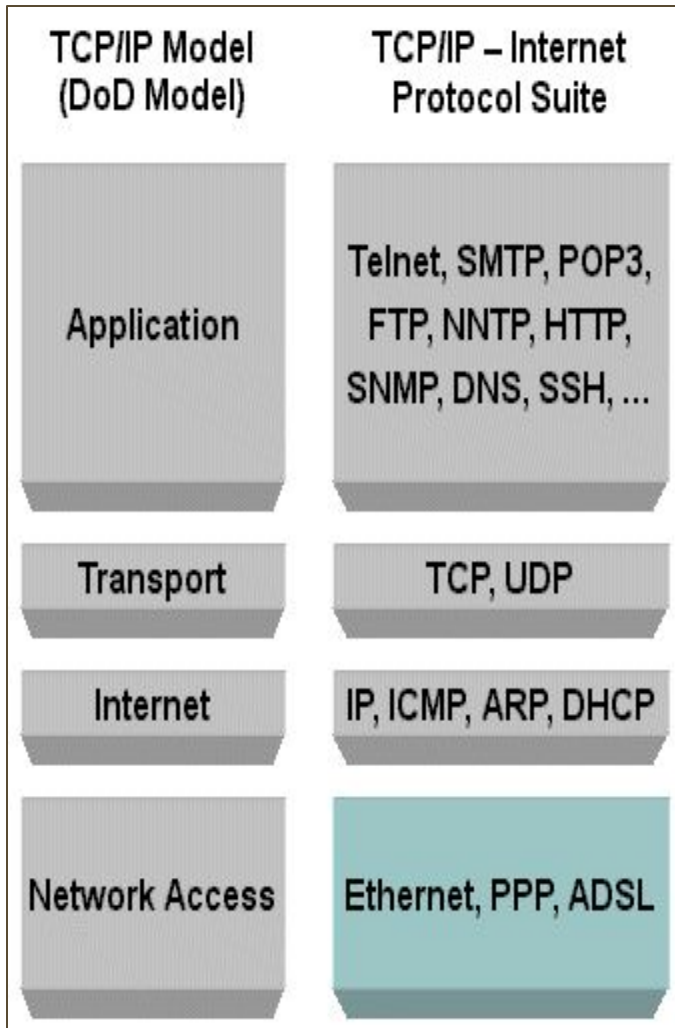 TCP/IP Model
(DoD Model)
TCP/IP – Internet
Protocol Suite
Application
Telnet, SMTP, POP3,
FTP, NNTP, HTTP,
SNMP, DNS, SSH, ...
Transport
TCP, UDP
Internet
IP, ICMP, ARP, DHCP
Network Access
Ethernet, PPP, ADSL